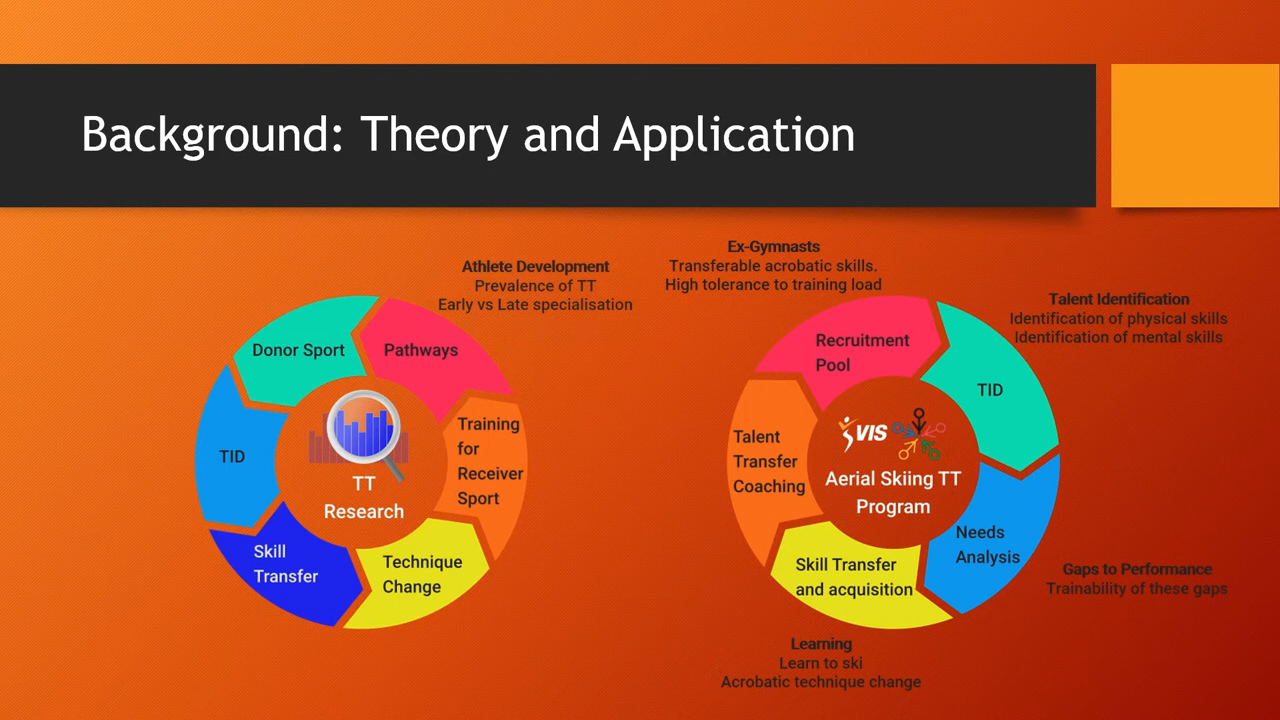 Background: Theory and Application
Athlete Development
Prevalence of TT
Early vs Late specialisation
Donor Sport
Pathways
Training
for
Receiver
Sport
Technique
Change
Skill
Transfer
TID
TT
Research
Ex-Gymnasts
Transferable acrobatic skills.
High tolerance to training load
Talent Identification
Identification of physical skills
Identification of mental skills
Recruitment
Pool
TID
Needs
Analysis
Gaps to Performance
Trainability of these gaps
Skill Transfer
and acquisition
Learning
Learn to ski
Acrobatic technique change
Talent
Transfer
Coaching
VIS
Aerial Skiing TT
Program